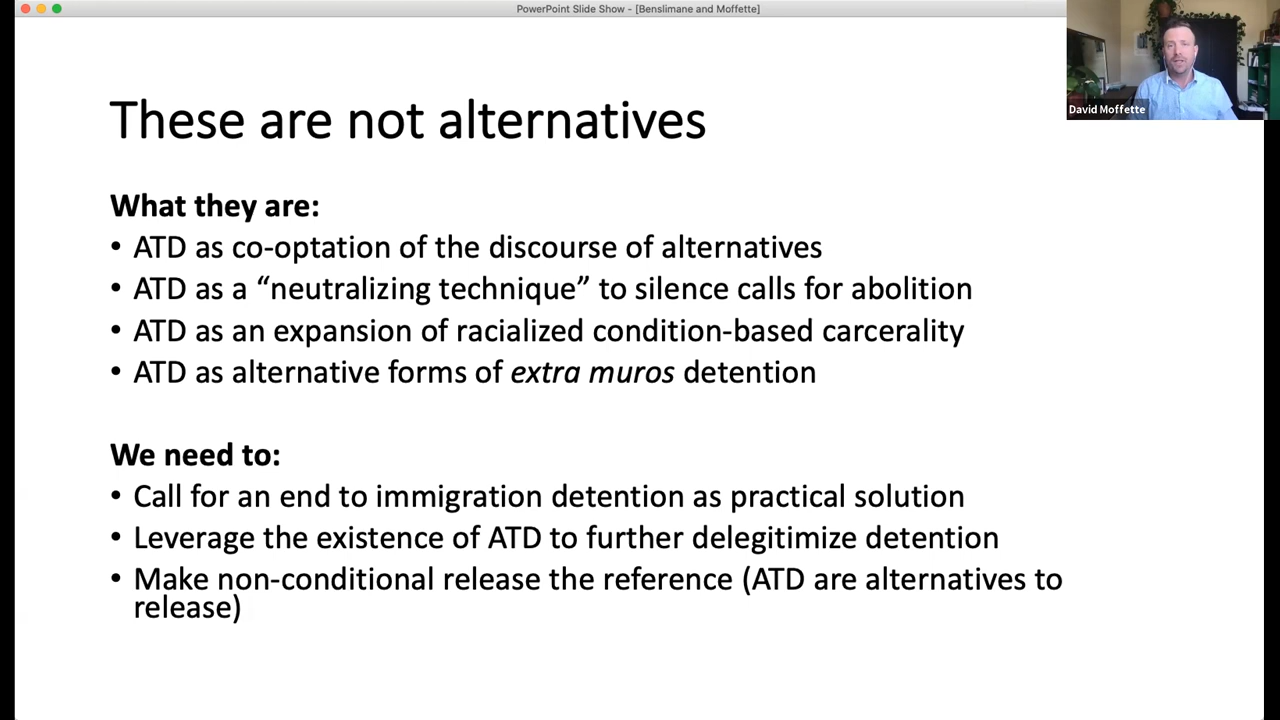 PowerPoint Slide Show - [Benslimane and Moffette]
David Moffette
These are not alternatives
What they are:
• ATD as co-optation of the discourse of alternatives
• ATD as a “neutralizing technique” to silence calls for abolition
• ATD as an expansion of racialized condition-based carcerality
• ATD as alternative forms of extra muros detention
We need to:
• Call for an end to immigration detention as practical solution
• Leverage the existence of ATD to further delegitimize detention
• Make non-conditional release the reference (ATD are alternatives to
release)